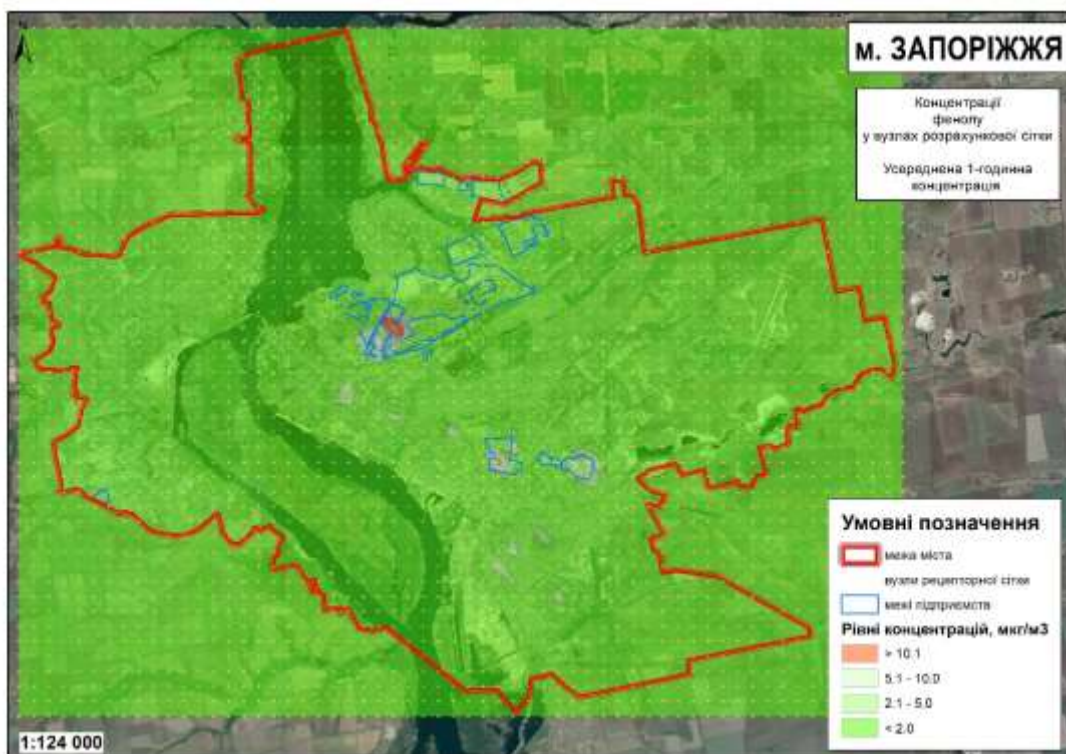 м. ЗАПОРІЖЖЯ
Концентрації
фенолу
у вузлах розрахункової сітки
Усереднена 1-годинна
концентрація
Умовні позначення
межа міста
вузли рецепторної сітки
межі підприємств
Рівні концентрацій, мкг/м3
> 10.1
5.1 - 10.0
2.1 - 5.0
< 2.0
1:124 000